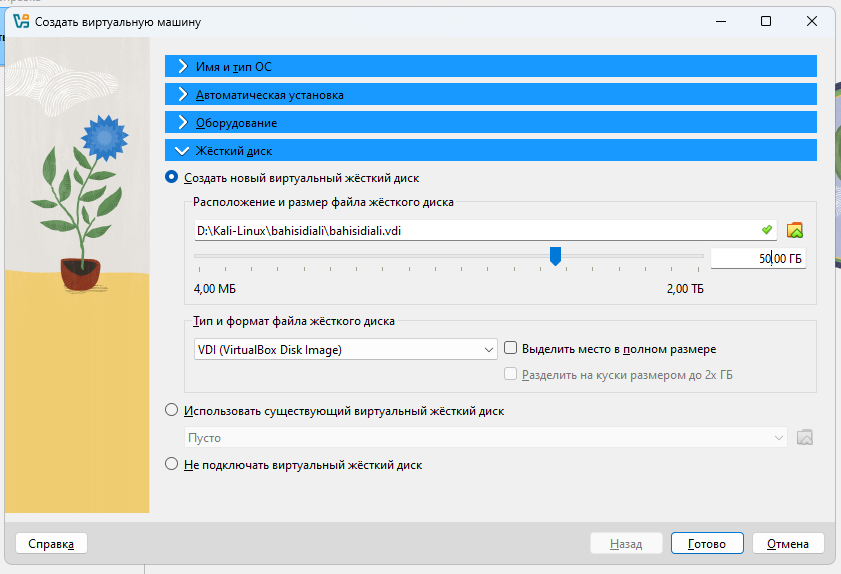 Создать виртуальную машину
Имя и тип ОС
Автоматическая установка
Оборудование
Жёсткий диск
Создать новый виртуальный жёсткий диск
Расположение и размер файла жёсткого диска
D:\Kali-Linux\bahisidiali\bahisidiali.vdi
50,00 ГБ
4,00 МБ
2,00 ТБ
Тип и формат файла жёсткого диска
VDI (VirtualBox Disk Image)
Выделить место в полном размере
Разделить на куски размером до 2х ГБ
Использовать существующий виртуальный жёсткий диск
Пусто
Не подключать виртуальный жёсткий диск
Справка
Назад
Готово
Отмена